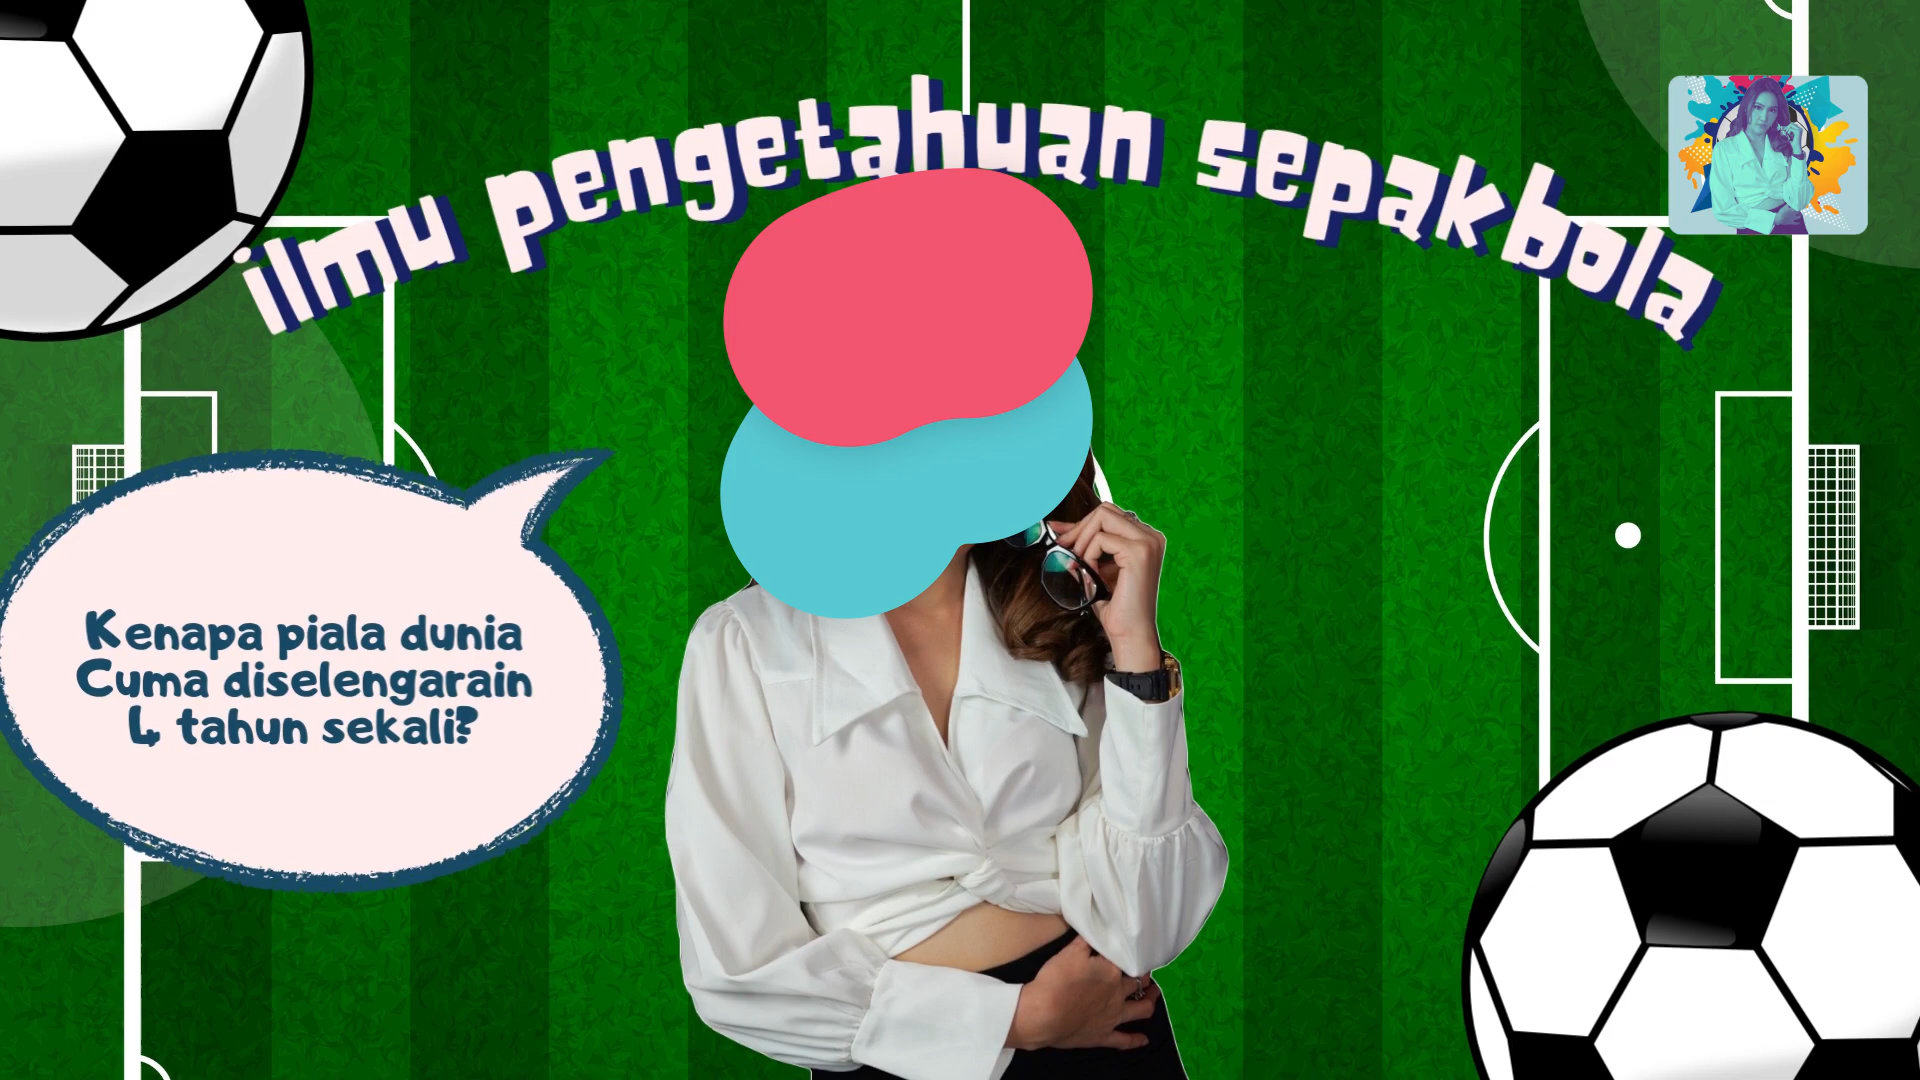 ilmu pengetahuan sepakbola
Kenapa piala dunia
Cuma diselengarain
4 tahun sekali?